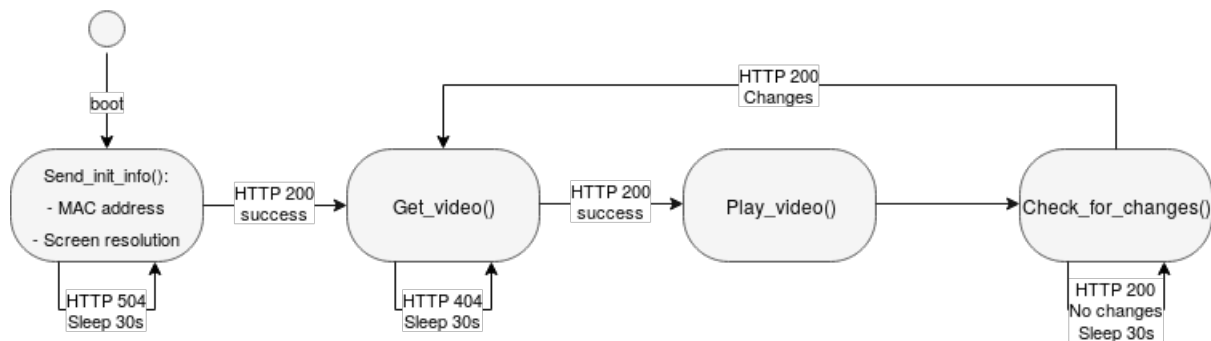 boot
Send_init_info():
- MAC address
- Screen resolution
HTTP 504
Sleep 30s
HTTP 200
success
Get_video()
HTTP 404
Sleep 30s
HTTP 200
success
Play_video()
Check_for_changes()
HTTP 200
No changes
Sleep 30s
HTTP 200
Changes